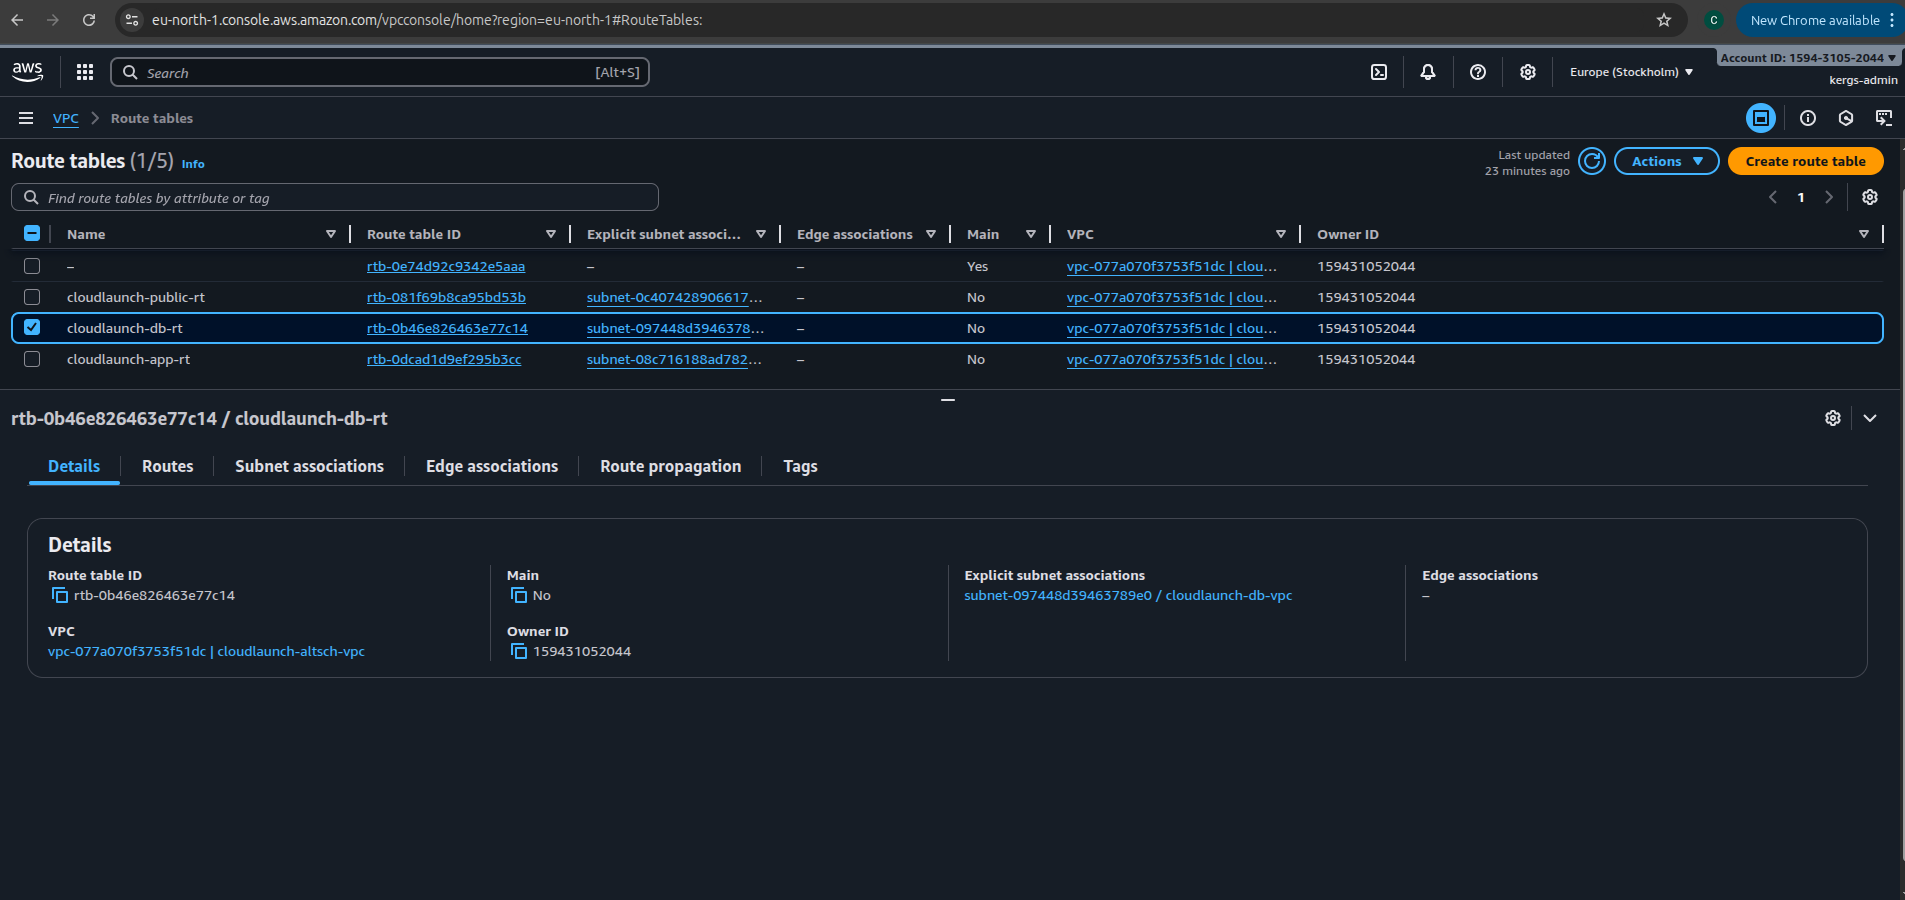 eu-north-1.console.aws.amazon.com/vpcconsole/home?region=eu-north-1#RouteTables:
C
New Chrome available
aws
Search
[Alt+S]
Europe (Stockholm)
Account ID: 1594-3105-2044
kergs-admin
VPC
Route tables
Route tables (1/5) Info
Last updated
23 minutes ago
Actions
Create route table
Find route tables by attribute or tag
1
Name Route table ID Explicit subnet associ... Edge associations Main VPC Owner ID
– rtb-0e74d92c9342e5aaa – – Yes vpc-077a070f3753f51dc | clou... 159431052044
cloudlaunch-public-rt rtb-081f69b8ca95bd53b subnet-0c407428906617... – No vpc-077a070f3753f51dc | clou... 159431052044
cloudlaunch-db-rt rtb-0b46e826463e77c14 subnet-097448d3946378... – No vpc-077a070f3753f51dc | clou... 159431052044
cloudlaunch-app-rt rtb-0dcad1d9ef295b3cc subnet-08c716188ad782... – No vpc-077a070f3753f51dc | clou... 159431052044
rtb-0b46e826463e77c14 / cloudlaunch-db-rt
Details Routes Subnet associations Edge associations Route propagation Tags
Details
Route table ID
rtb-0b46e826463e77c14
Main
No
Explicit subnet associations
subnet-097448d39463789e0 / cloudlaunch-db-vpc
Edge associations
–
VPC
vpc-077a070f3753f51dc | cloudlaunch-altsch-vpc
Owner ID
159431052044